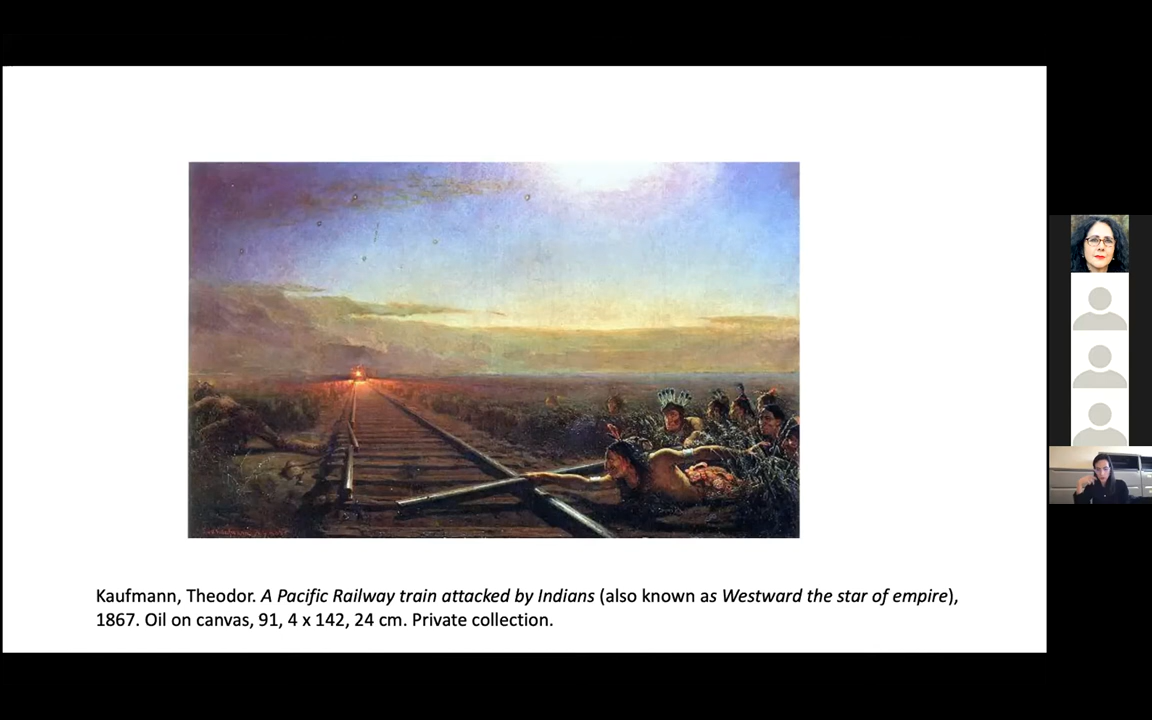 Kaufmann, Theodor. A Pacific Railway train attacked by Indians (also known as Westward the star of empire),
1867. Oil on canvas, 91, 4 x 142, 24 cm. Private collection.